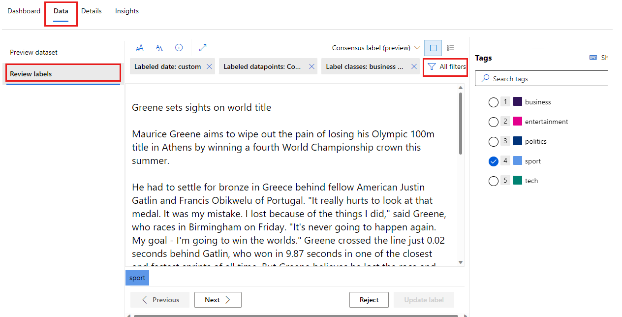 Dashboard Data Details Insights
Preview dataset
Review labels
Consensus label (preview)
Labeled date: custom Labeled datapoints: Co... Label classes: business ... All filters
Greene sets sights on world title
Maurice Greene aims to wipe out the pain of losing his Olympic 100m
title in Athens by winning a fourth World Championship crown this
summer.
He had to settle for bronze in Greece behind fellow American Justin
Gatlin and Francis Obikwelu of Portugal. "It really hurts to look at that
medal. It was my mistake. I lost because of the things I did," said Greene,
who races in Birmingham on Friday. "It's never going to happen again.
My goal - I'm going to win the worlds." Greene crossed the line just 0.02
seconds behind Gatlin, who won in 9.87 seconds in one of the closest
sport
Previous Next Reject Update label
Tags
Search tags
1 business
2 entertainment
3 politics
4 sport
5 tech